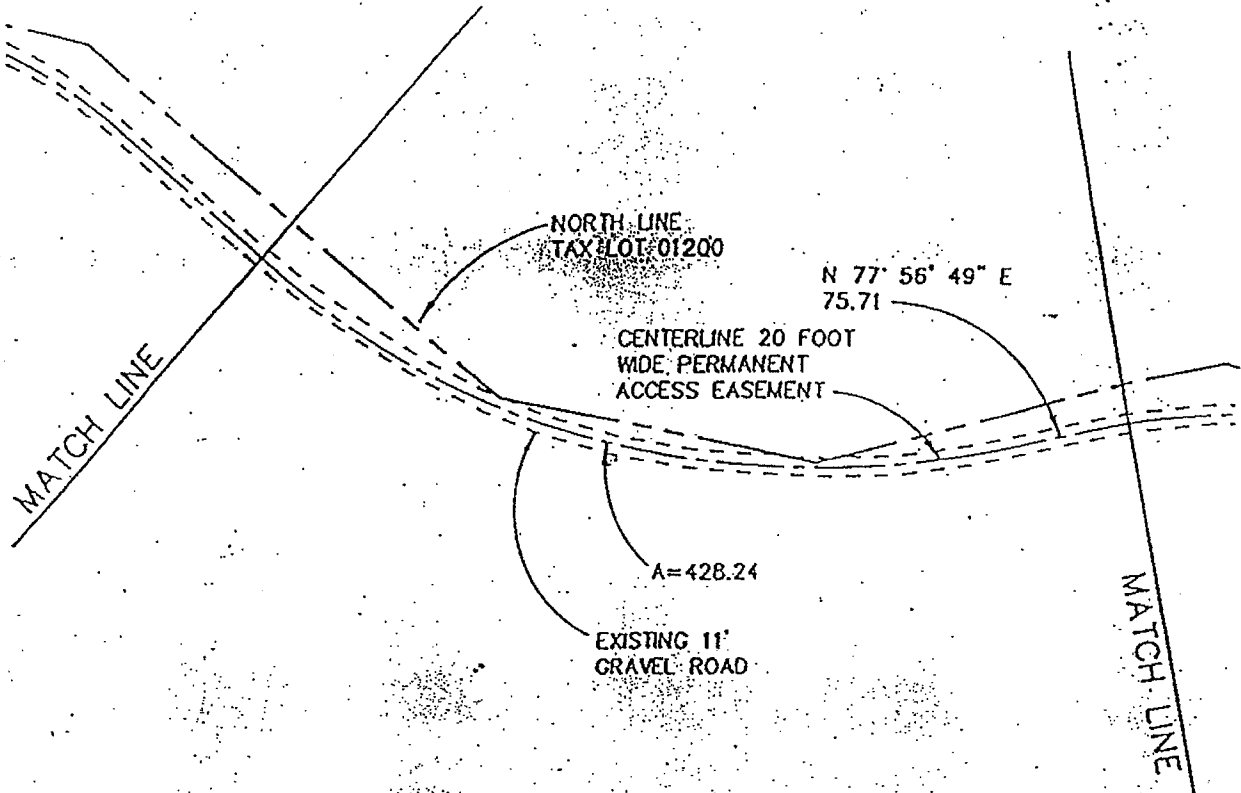 NORTH LINE
TAX LOT 01200
N 77° 56' 49" E
75.71
CENTERLINE 20 FOOT
WIDE PERMANENT
ACCESS EASEMENT
MATCH LINE
A=428.24
EXISTING 11'
GRAVEL ROAD
MATCH LINE